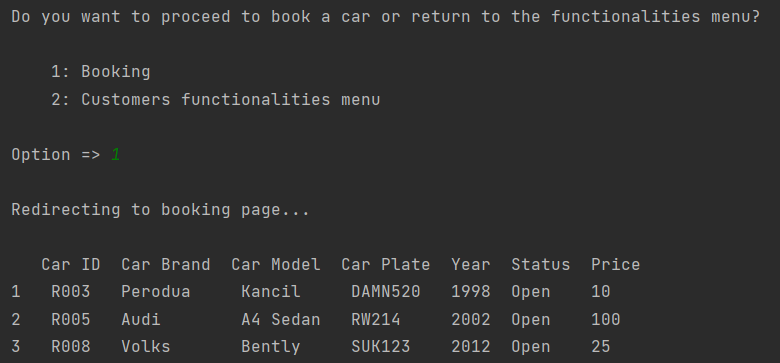 Do you want to proceed to book a car or return to the functionalities menu?
1: Booking
2: Customers functionalities menu
Option => 1
Redirecting to booking page...
Car ID Car Brand Car Model Car Plate Year Status Price
1 R003 Perodua Kancil DAMN520 1998 Open 10
2 R005 Audi A4 Sedan RW214 2002 Open 100
3 R008 Volks Bently SUK123 2012 Open 25